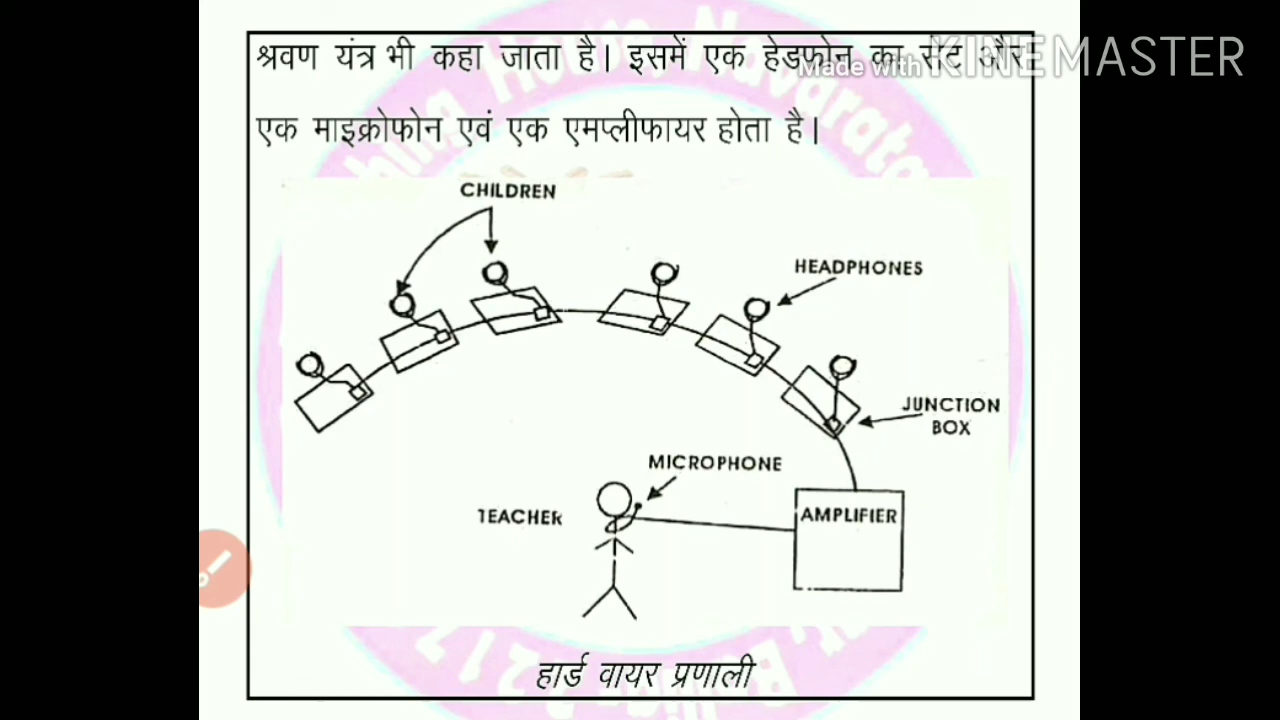 श्रवण यंत्र भी कहा जाता है। इसमें एक हेडफोन का सेट और
Made with KINEMASTER
एक माइक्रोफोन एवं एक एमप्लीफायर होता है।
CHILDREN
HEADPHONES
JUNCTION
BOX
MICROPHONE
TEACHER
AMPLIFIER
हार्ड वायर प्रणाली